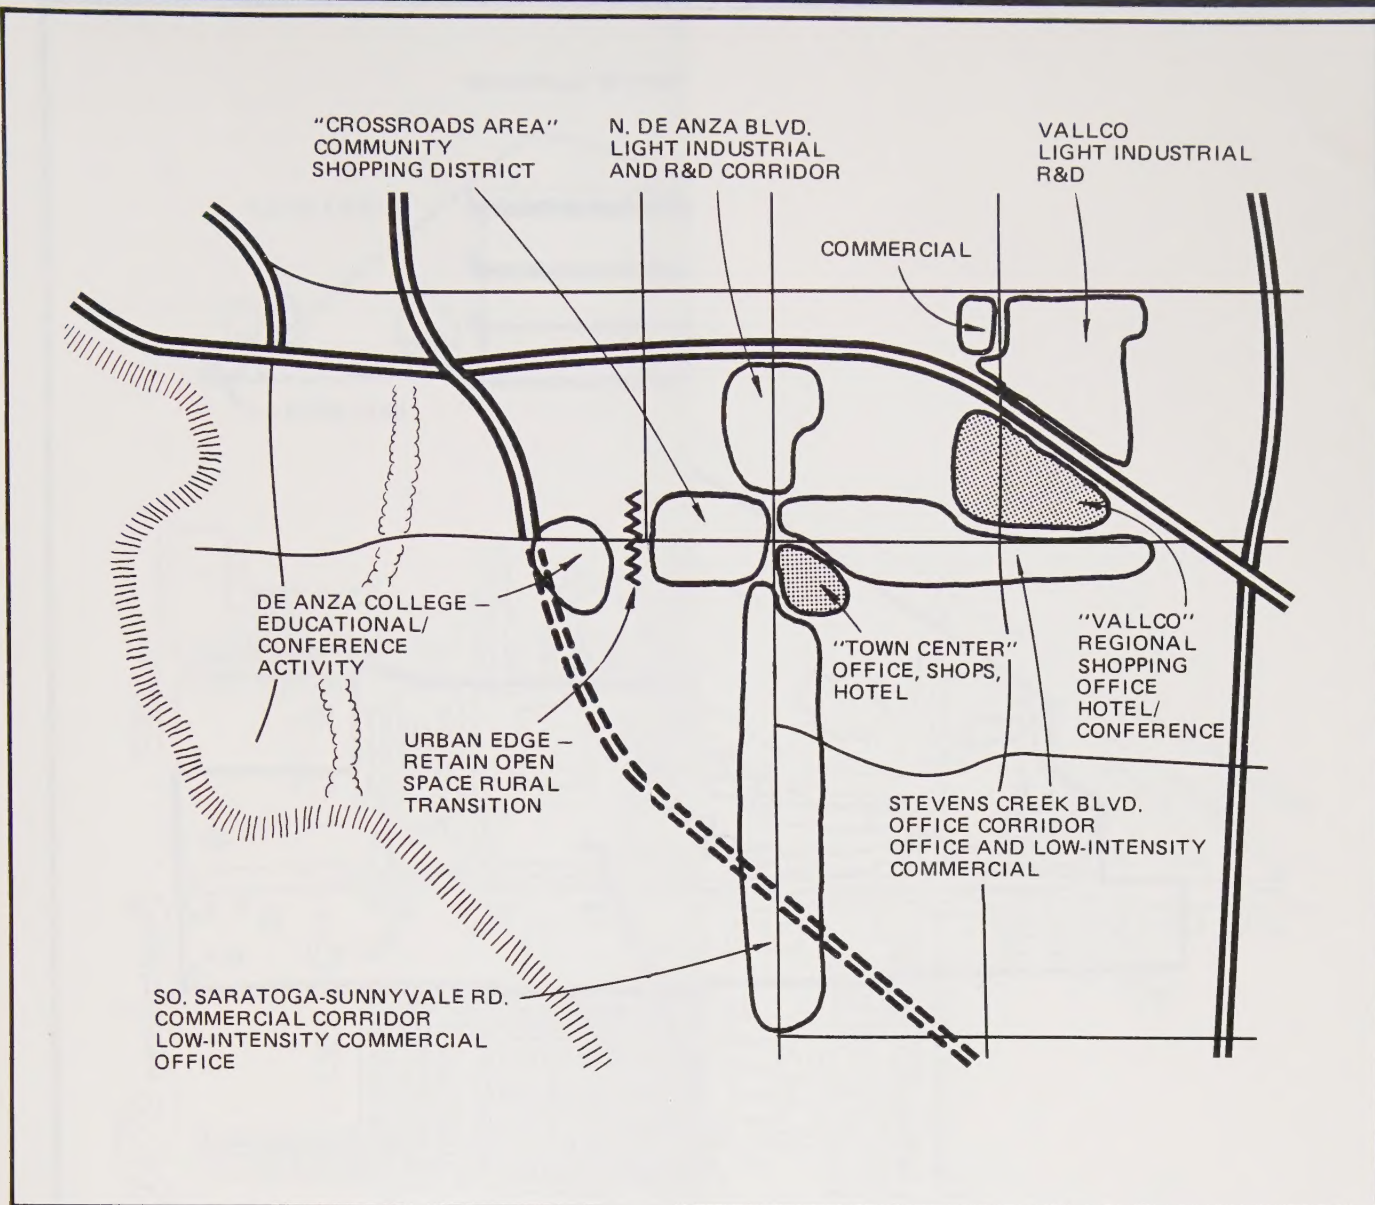 "CROSSROADS AREA"
COMMUNITY
SHOPPING DISTRICT
N. DE ANZA BLVD.
LIGHT INDUSTRIAL
AND R&D CORRIDOR
VALLCO
LIGHT INDUSTRIAL
R&D
COMMERCIAL
DE ANZA COLLEGE –
EDUCATIONAL/
CONFERENCE
ACTIVITY
"TOWN CENTER"
OFFICE, SHOPS,
HOTEL
"VALLCO"
REGIONAL
SHOPPING
OFFICE
HOTEL/
CONFERENCE
URBAN EDGE –
RETAIN OPEN
SPACE RURAL
TRANSITION
STEVENS CREEK BLVD.
OFFICE CORRIDOR
OFFICE AND LOW-INTENSITY
COMMERCIAL
SO. SARATOGA-SUNNYVALE RD.
COMMERCIAL CORRIDOR
LOW-INTENSITY COMMERCIAL
OFFICE